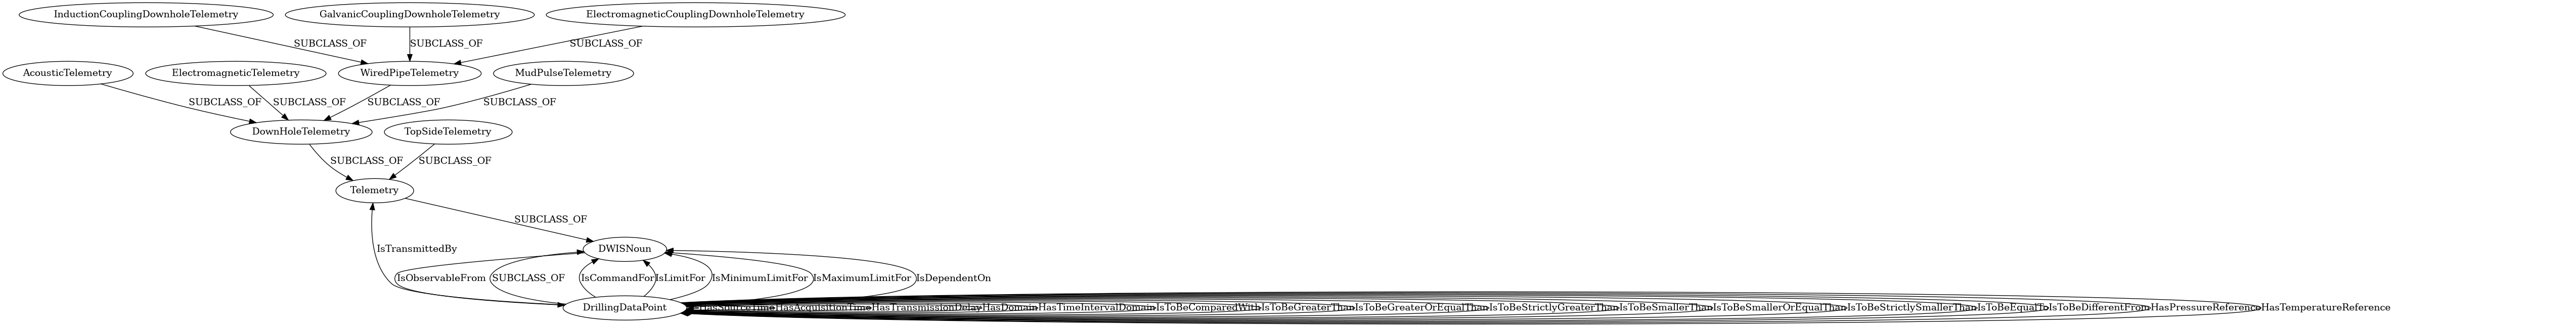 InductionCouplingDownholeTelemetry GalvanicCouplingDownholeTelemetry ElectromagneticCouplingDownholeTelemetry
SUBCLASS_OF SUBCLASS_OF SUBCLASS_OF
AcousticTelemetry ElectromagneticTelemetry WiredPipeTelemetry MudPulseTelemetry
SUBCLASS_OF SUBCLASS_OF SUBCLASS_OF SUBCLASS_OF
DownHoleTelemetry TopSideTelemetry
SUBCLASS_OF SUBCLASS_OF
Telemetry
SUBCLASS_OF
IsTransmittedBy DWISNoun
IsObservableFrom SUBCLASS_OF IsCommandFor IsLimitFor IsMinimumLimitFor IsMaximumLimitFor IsDependentOn
DrillingDataPoint HasSourceTime HasAcquisitionTime HasTransmissionDelay HasDomain HasTimeIntervalDomain IsToBeComparedWith IsToBeGreaterThan IsToBeGreaterOrEqualThan IsToBeStrictlyGreaterThan IsToBeSmallerThan IsToBeSmallerOrEqualThan IsToBeStrictlySmallerThan IsToBeEqualTo IsToBeDifferentFrom HasPressureReference HasTemperatureReference